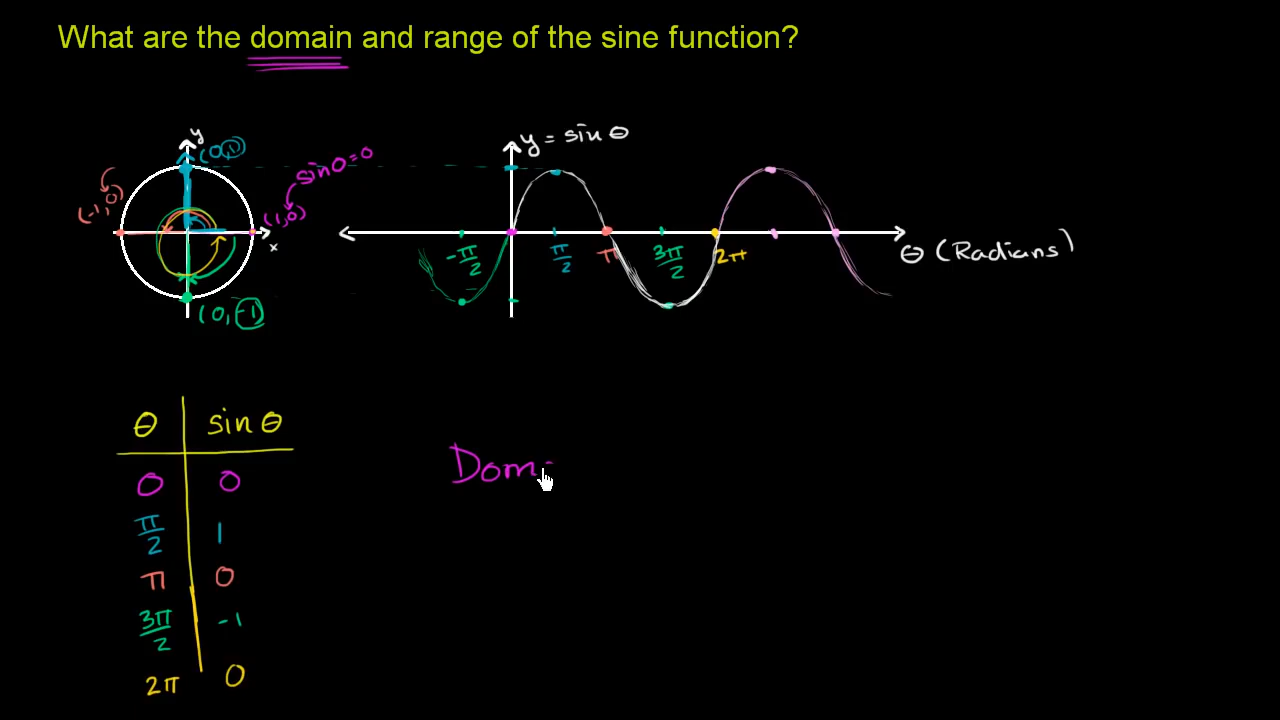 What are the domain and range of the sine function?
y
(0,1)
sin 0=0
(-1,0)
(1,0)
x
(0,-1)
y = sin θ
-π/2
π/2
π
3π/2
2π
θ (Radians)
θ sin θ
0 0
π/2 1
π 0
3π/2 -1
2π 0
Dom